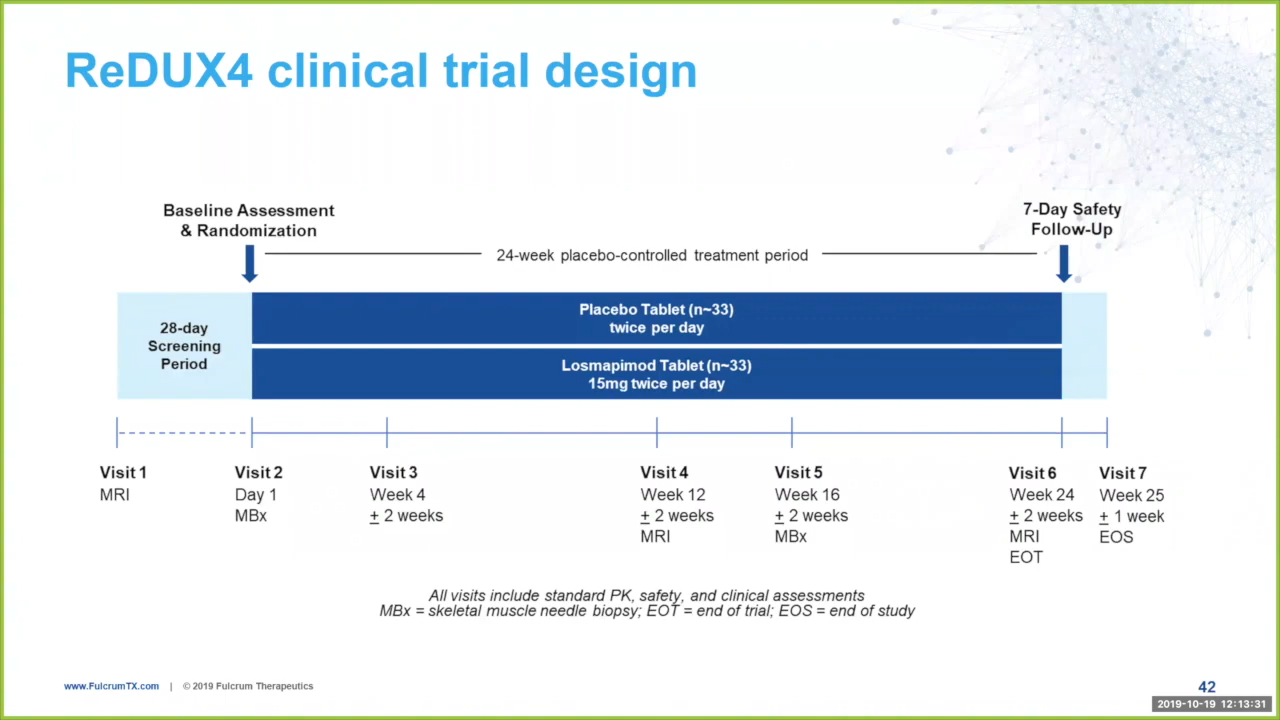 ReDUX4 clinical trial design
Baseline Assessment
& Randomization
7-Day Safety
Follow-Up
24-week placebo-controlled treatment period
28-day
Screening
Period
Placebo Tablet (n~33)
twice per day
Losmapimod Tablet (n~33)
15mg twice per day
Visit 1
MRI
Visit 2
Day 1
MBx
Visit 3
Week 4
± 2 weeks
Visit 4
Week 12
± 2 weeks
MRI
Visit 5
Week 16
± 2 weeks
MBx
Visit 6
Week 24
± 2 weeks
MRI
EOT
Visit 7
Week 25
± 1 week
EOS
All visits include standard PK, safety, and clinical assessments
MBx = skeletal muscle needle biopsy; EOT = end of trial; EOS = end of study
www.FulcrumTX.com | © 2019 Fulcrum Therapeutics
42
2019-10-19 12:13:31